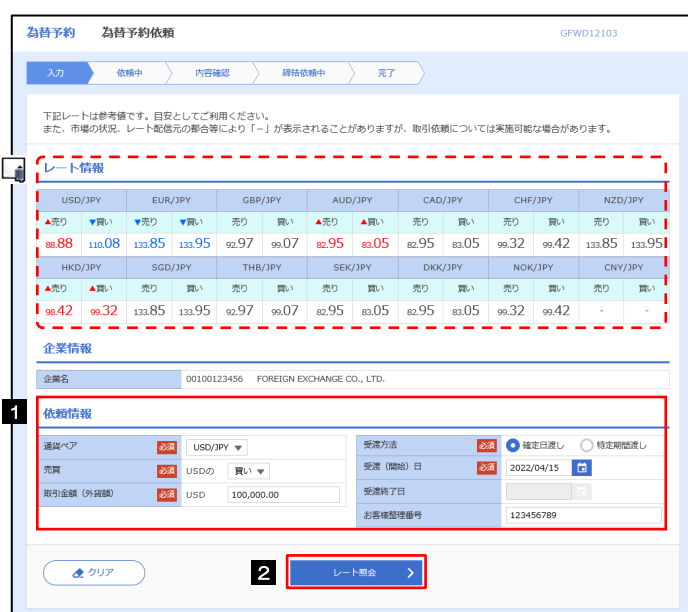 為替予約 為替予約依頼 GFWD12103
入力 依頼中 内容確認 締結依頼中 完了
下記レートは参考値です。目安としてご利用ください。
また、市場の状況、レート配信元の都合等により「－」が表示されることがありますが、取引依頼については実施可能な場合があります。
レート情報
USD/JPY EUR/JPY GBP/JPY AUD/JPY CAD/JPY CHF/JPY NZD/JPY
▲売り ▼買い ▼売り ▼買い 売り 買い ▲売り ▲買い 売り 買い 売り 買い 売り 買い
88.88 110.08 133.85 133.95 92.97 99.07 82.95 83.05 82.95 83.05 99.32 99.42 133.85 133.95
HKD/JPY SGD/JPY THB/JPY SEK/JPY DKK/JPY NOK/JPY CNY/JPY
▲売り ▲買い 売り 買い 売り 買い 売り 買い 売り 買い 売り 買い 売り 買い
98.42 99.32 133.85 133.95 92.97 99.07 82.95 83.05 82.95 83.05 99.32 99.42 - -
企業情報
企業名 00100123456 FOREIGN EXCHANGE CO., LTD.
1
依頼情報
通貨ペア 必須 USD/JPY ▼
売買 必須 USDの 買い ▼
取引金額（外貨額） 必須 USD 100,000.00
受渡方法 必須 確定日渡し 特定期間渡し
受渡（開始）日 必須 2022/04/15
受渡終了日
お客様整理番号 123456789
クリア 2 レート照会